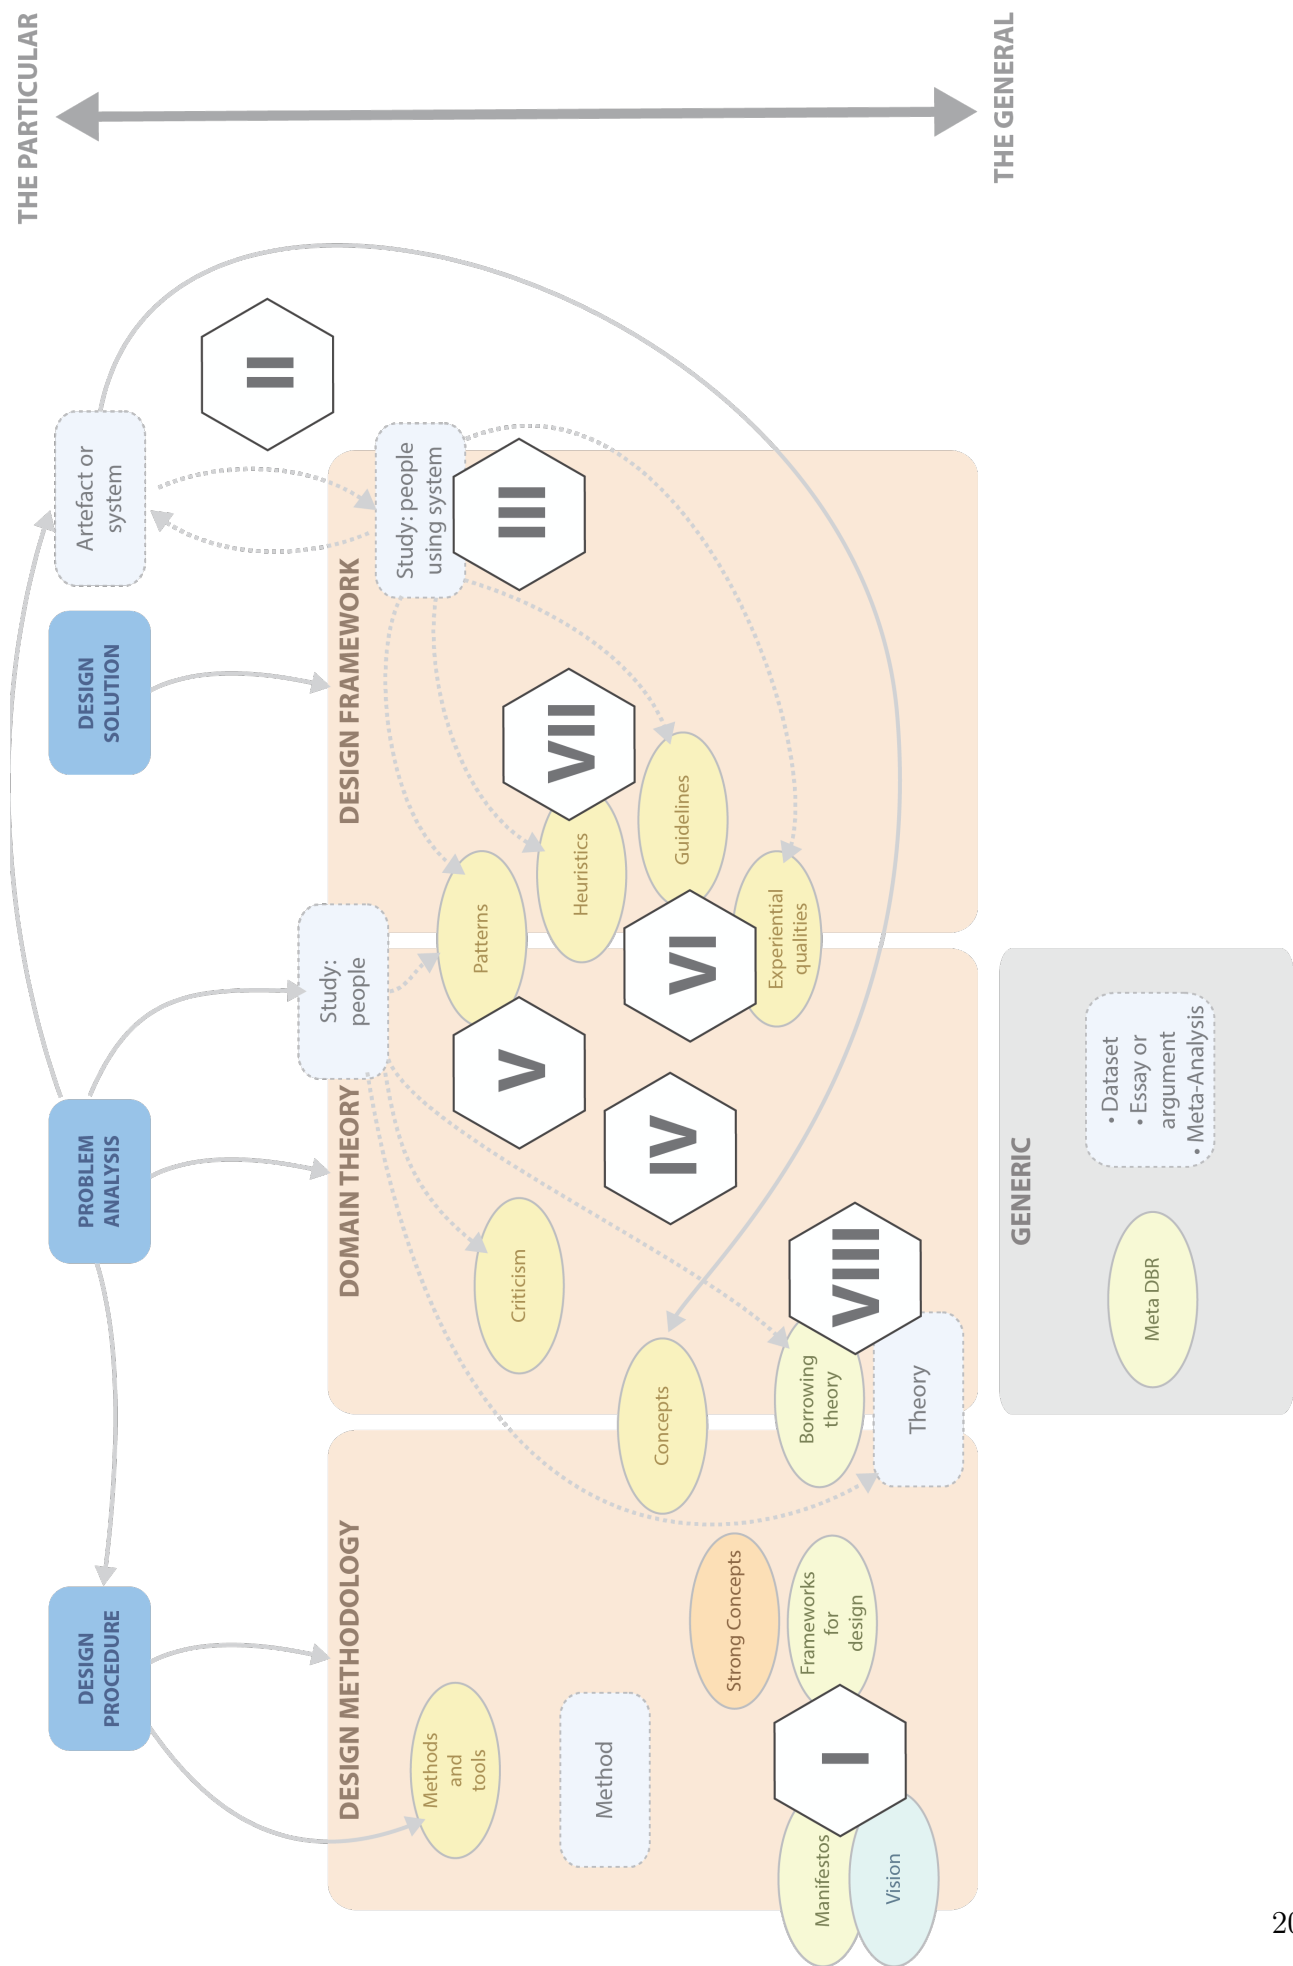 THE PARTICULAR
THE GENERAL
DESIGN
PROCEDURE
PROBLEM
ANALYSIS
DESIGN
SOLUTION
Artefact or
system
II
DESIGN METHODOLOGY
Methods
and
tools
Method
Strong Concepts
Frameworks
for
design
I
Manifestos
Vision
DOMAIN THEORY
Study:
people
Criticism
Concepts
Borrowing
theory
Theory
V
IV
VIII
DESIGN FRAMEWORK
Study: people
using system
III
Patterns
Heuristics
VII
Guidelines
VI
Experiential
qualities
GENERIC
Meta DBR
• Dataset
• Essay or
argument
• Meta-Analysis
20